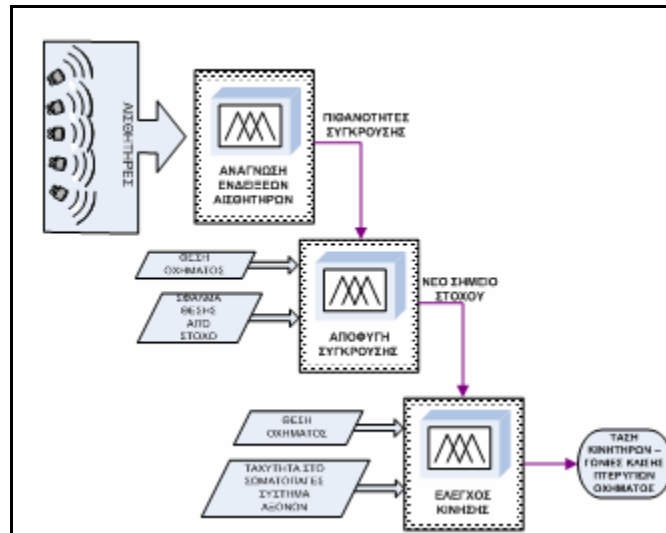 ΑΙΣΘΗΤΗΡΕΣ
ΑΝΑΓΝΩΣΗ
ΕΝΔΕΙΞΕΩΝ
ΑΙΣΘΗΤΗΡΩΝ
ΠΙΘΑΝΟΤΗΤΕΣ
ΣΥΓΚΡΟΥΣΗΣ
ΘΕΣΗ
ΟΧΗΜΑΤΟΣ
ΣΦΑΛΜΑ
ΘΕΣΗΣ
ΑΠΟ
ΣΤΟΧΟ
ΑΠΟΦΥΓΗ
ΣΥΓΚΡΟΥΣΗΣ
ΝΕΟ ΣΗΜΕΙΟ
ΣΤΟΧΟΥ
ΘΕΣΗ
ΟΧΗΜΑΤΟΣ
ΤΑΧΥΤΗΤΑ ΣΤΟ
ΣΩΜΑΤΟΠΑΓΕΣ
ΣΥΣΤΗΜΑ
ΑΞΟΝΩΝ
ΕΛΕΓΧΟΣ
ΚΙΝΗΣΗΣ
ΤΑΣΗ
ΚΙΝΗΤΗΡΩΝ –
ΓΩΝΙΕΣ ΚΛΙΣΗΣ
ΠΤΕΡΥΓΙΩΝ
ΟΧΗΜΑΤΟΣ